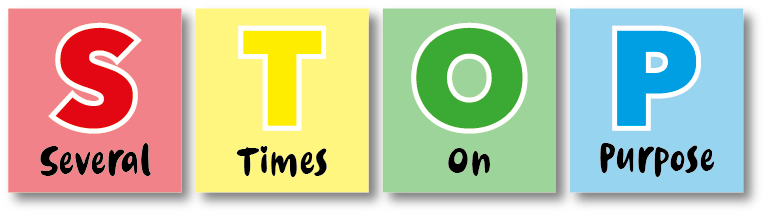 S T O P
Several Times On Purpose